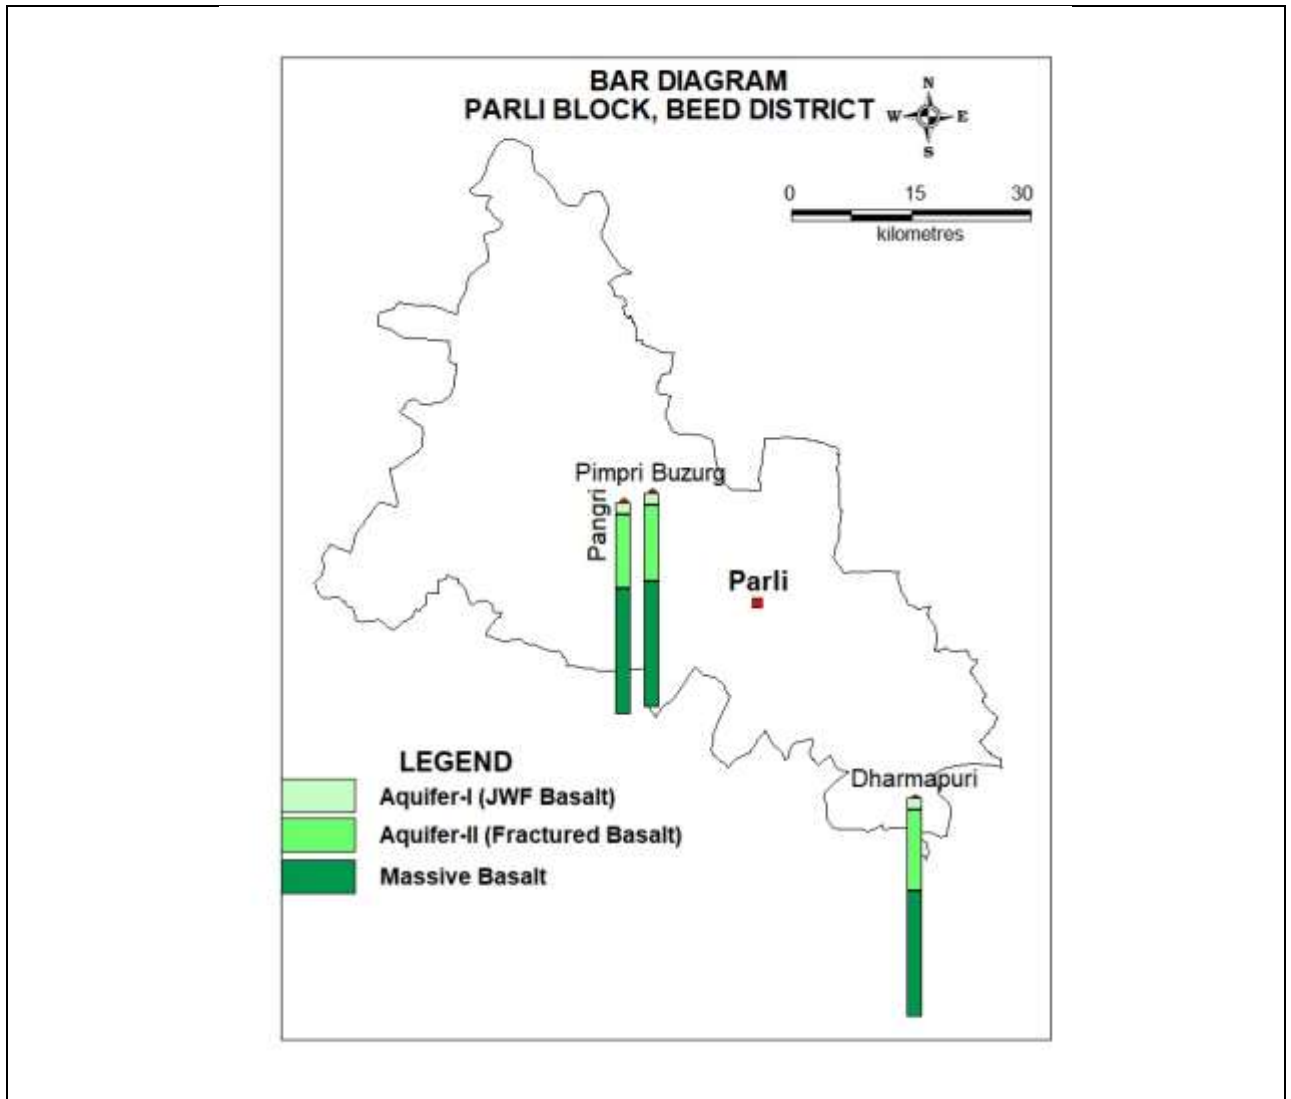 BAR DIAGRAM
PARLI BLOCK, BEED DISTRICT
N
W E
S
0 15 30
kilometres
Pimpri Buzurg
Pangri
Parli
Dharmapuri
LEGEND
Aquifer-I (JWF Basalt)
Aquifer-II (Fractured Basalt)
Massive Basalt